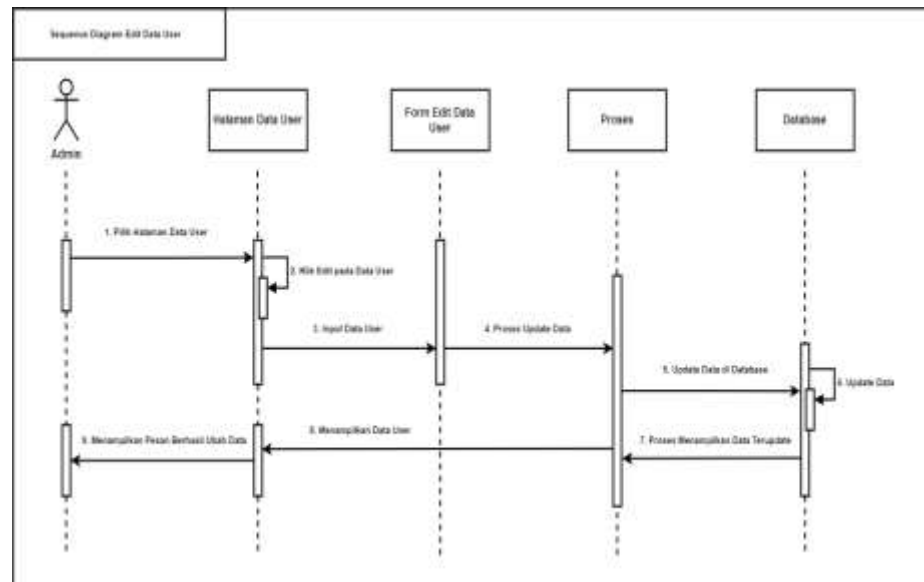 Sequence Diagram Edit Data User
Admin
Halaman Data User
Form Edit Data
User
Proses
Database
1. Pilih Halaman Data User
2. Klik Edit pada Data User
3. Input Data User
4. Proses Update Data
5. Update Data di Database
6. Update Data
7. Proses Menampilkan Data Terupdate
8. Menampilkan Data User
9. Menampilkan Pesan Berhasil Ubah Data